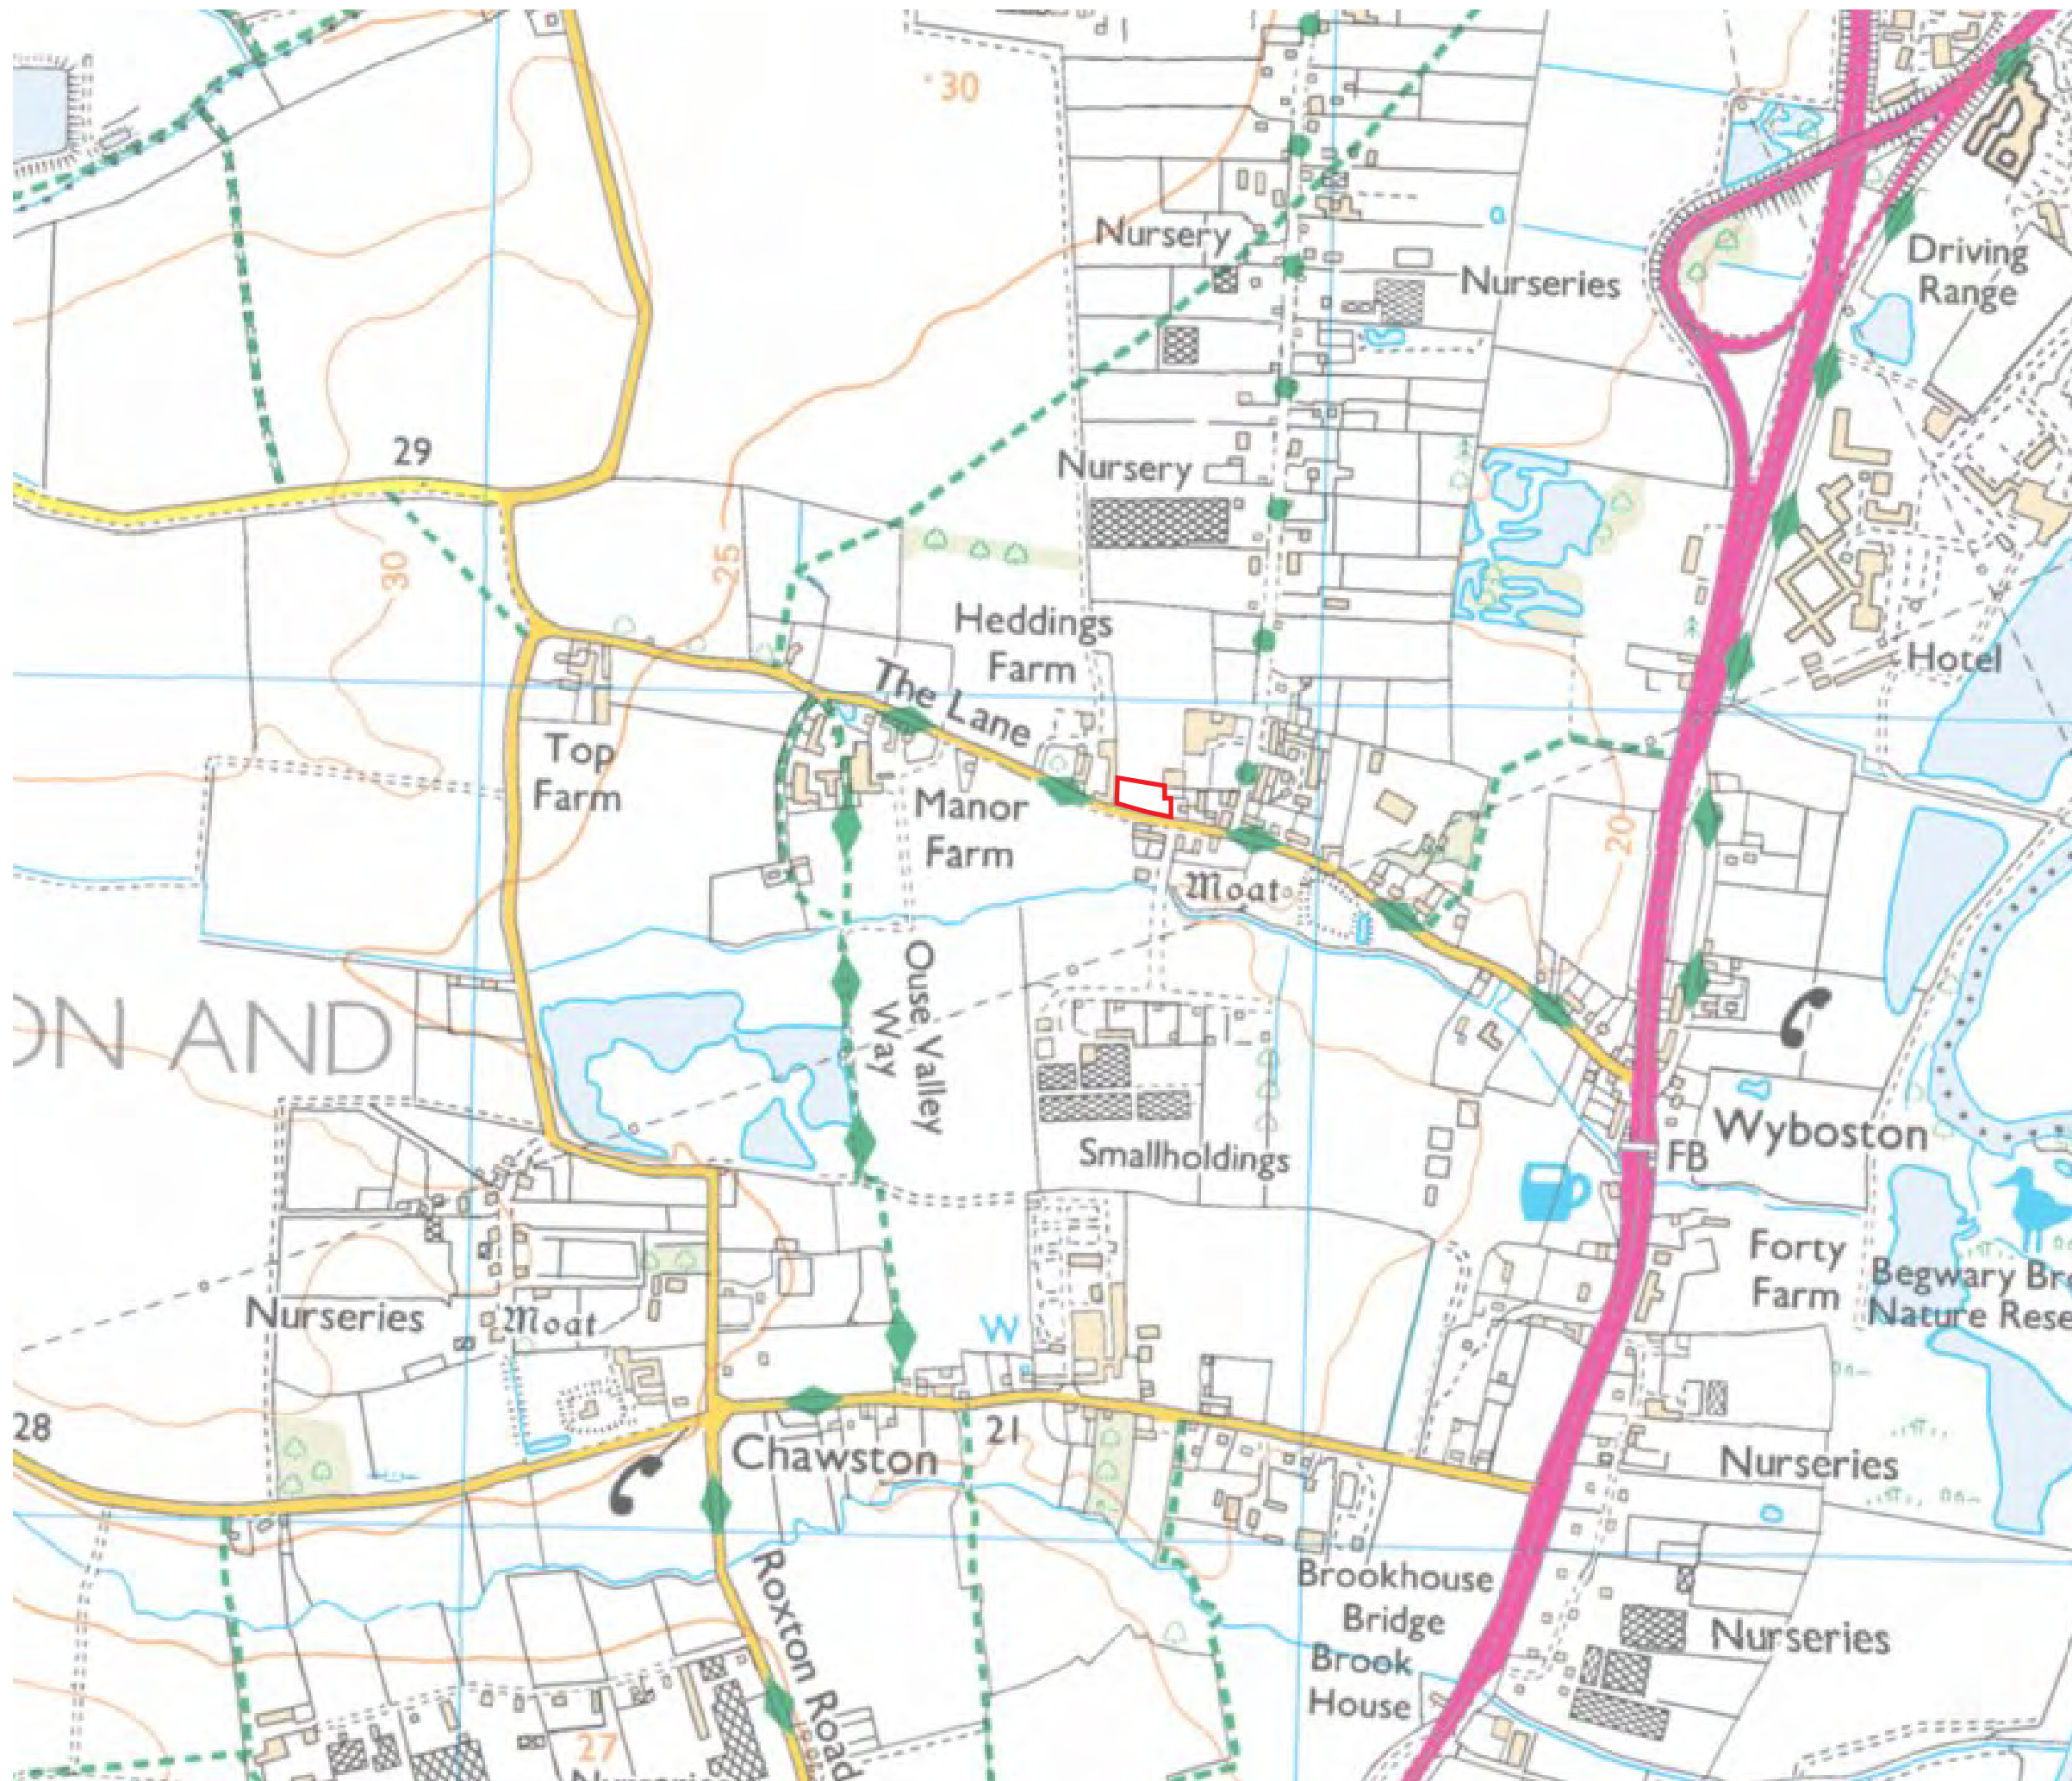 30
Nursery
Nurseries
Driving
Range
29
Nursery
30
25
Heddings
Farm
The Lane
Hotel
Top
Farm
Manor
Farm
20
Moat
Ouse Valley
Way
ON AND
Smallholdings
Wyboston
FB
Forty
Farm
Begwary Br
Nature Rese
Nurseries
Moat
W
28
21
Chawston
Nurseries
Roxton Road
Brookhouse
Bridge
Brook
House
Nurseries
27